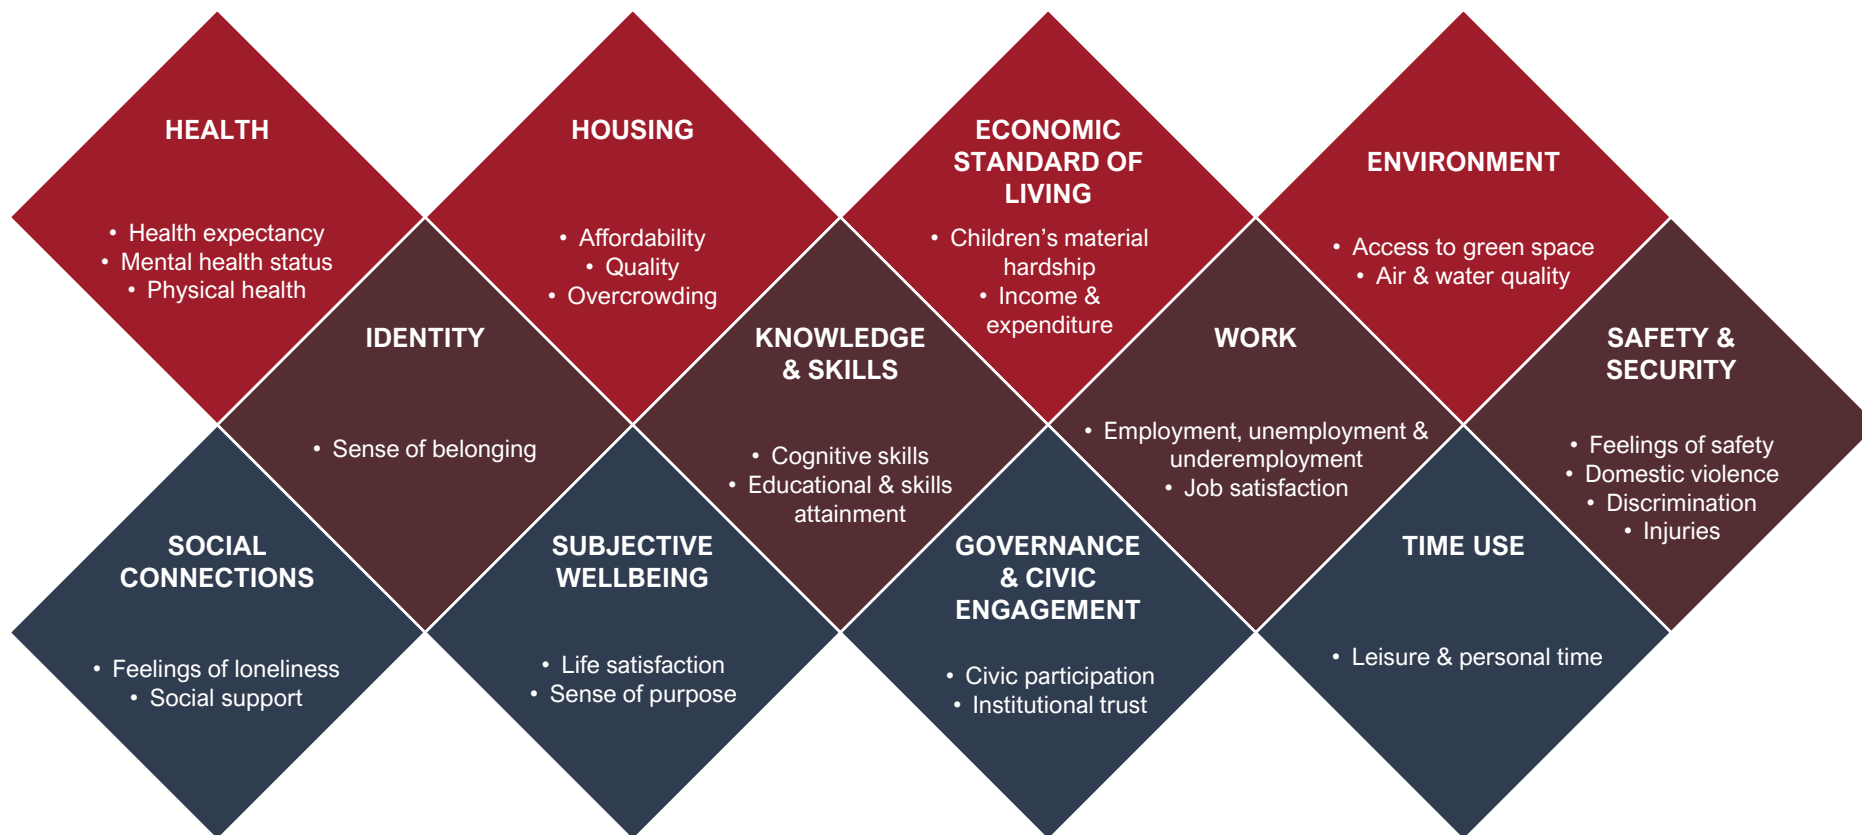 HEALTH
• Health expectancy
• Mental health status
• Physical health
HOUSING
• Affordability
• Quality
• Overcrowding
ECONOMIC
STANDARD OF
LIVING
• Children’s material
hardship
• Income &
expenditure
ENVIRONMENT
• Access to green space
• Air & water quality
IDENTITY
• Sense of belonging
KNOWLEDGE
& SKILLS
• Cognitive skills
• Educational & skills
attainment
WORK
• Employment, unemployment &
underemployment
• Job satisfaction
SAFETY &
SECURITY
• Feelings of safety
• Domestic violence
• Discrimination
• Injuries
SOCIAL
CONNECTIONS
• Feelings of loneliness
• Social support
SUBJECTIVE
WELLBEING
• Life satisfaction
• Sense of purpose
GOVERNANCE
& CIVIC
ENGAGEMENT
• Civic participation
• Institutional trust
TIME USE
• Leisure & personal time